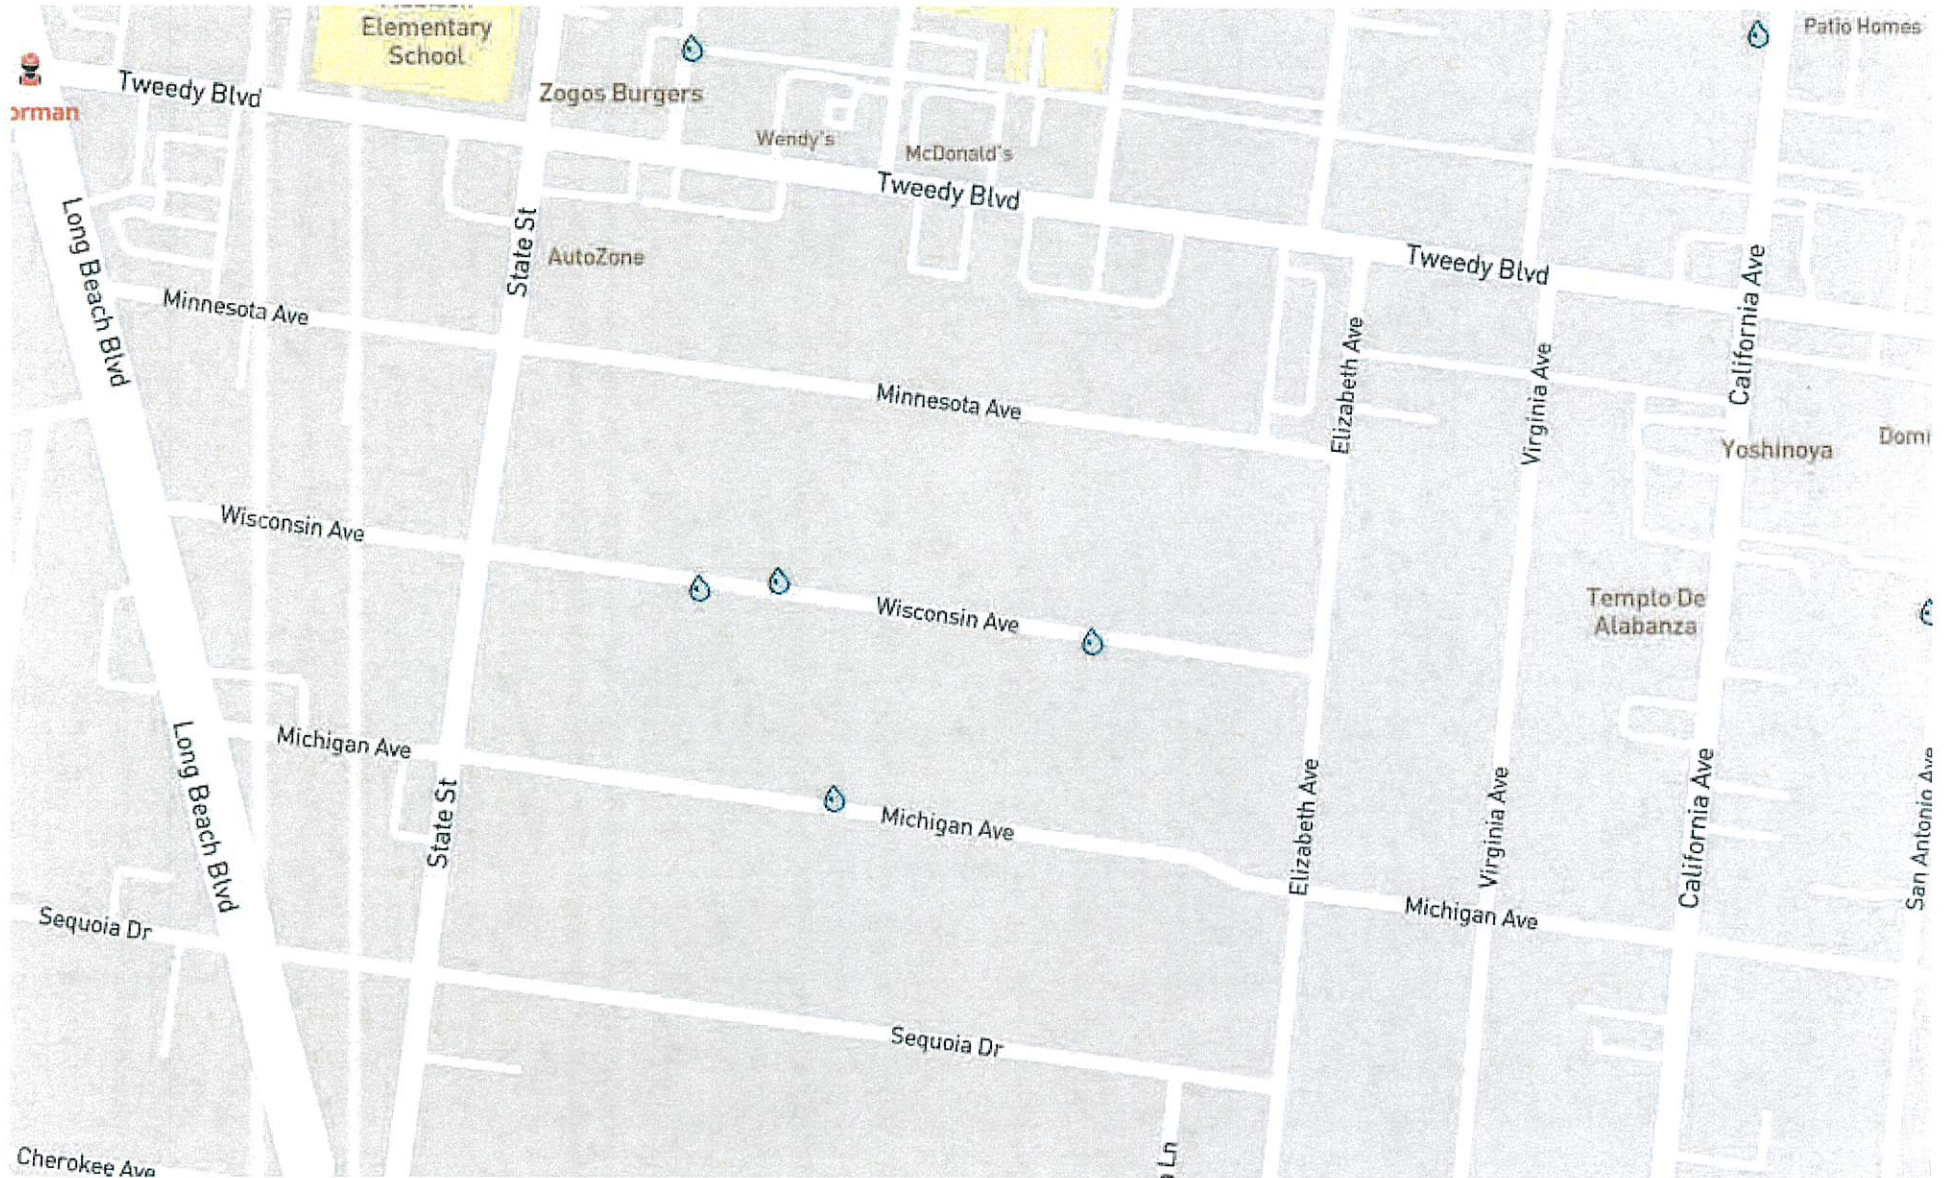 Elementary
School
Patio Homes
Tweedy Blvd
Zogos Burgers
orman
Wendy's
McDonald's
Tweedy Blvd
Long Beach Blvd
State St
AutoZone
Tweedy Blvd
California Ave
Minnesota Ave
Elizabeth Ave
Virginia Ave
Minnesota Ave
Yoshinoya
Domi
Wisconsin Ave
Wisconsin Ave
Templo De
Alabanza
Long Beach Blvd
Michigan Ave
State St
Michigan Ave
Elizabeth Ave
Virginia Ave
California Ave
San Antonio Ave
Michigan Ave
Sequoia Dr
Sequoia Dr
Cherokee Ave
Ln